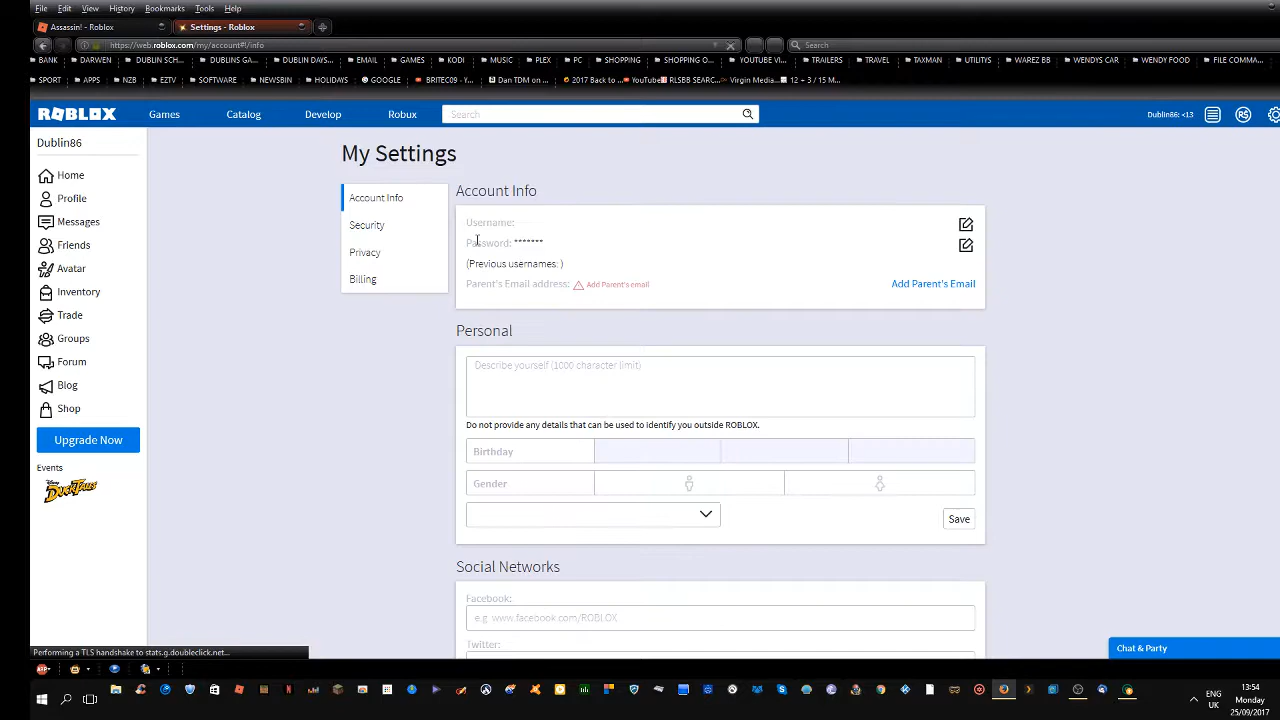 File Edit View History Bookmarks Tools Help
Assassin! - Roblox Settings - Roblox
https://web.roblox.com/my/account#!/info Search
BANK DARWEN DUBLIN SCH... DUBLINS GA... DUBLIN DAYS... EMAIL GAMES KODI MUSIC PLEX PC SHOPPING SHOPPING O... YOUTUBE VI... TRAILERS TRAVEL TAXMAN UTILITYS WAREZ BB WENDYS CAR WENDY FOOD FILE COMMA...
SPORT APPS NZB EZTV SOFTWARE NEWSBIN HOLIDAYS GOOGLE BRITEC09 - Y... Dan TDM on ... 2017 Back to ... YouTube RLSBB SEARC... Virgin Media... 12 + 3 / 15 M...
ROBLOX Games Catalog Develop Robux Search Dublin86: <13
Dublin86
Home
Profile
Messages
Friends
Avatar
Inventory
Trade
Groups
Forum
Blog
Shop
Upgrade Now
Events
DUCKTALES
My Settings
Account Info
Security
Privacy
Billing
Account Info
Username:
Password: *******
(Previous usernames: )
Parent's Email address: Add Parent's email Add Parent's Email
Personal
Describe yourself (1000 character limit)
Do not provide any details that can be used to identify you outside ROBLOX.
Birthday
Gender
Save
Social Networks
Facebook:
e.g. www.facebook.com/ROBLOX
Twitter:
Chat & Party
Performing a TLS handshake to stats.g.doubleclick.net...
ABP
ENG
UK
13:54
Monday
25/09/2017